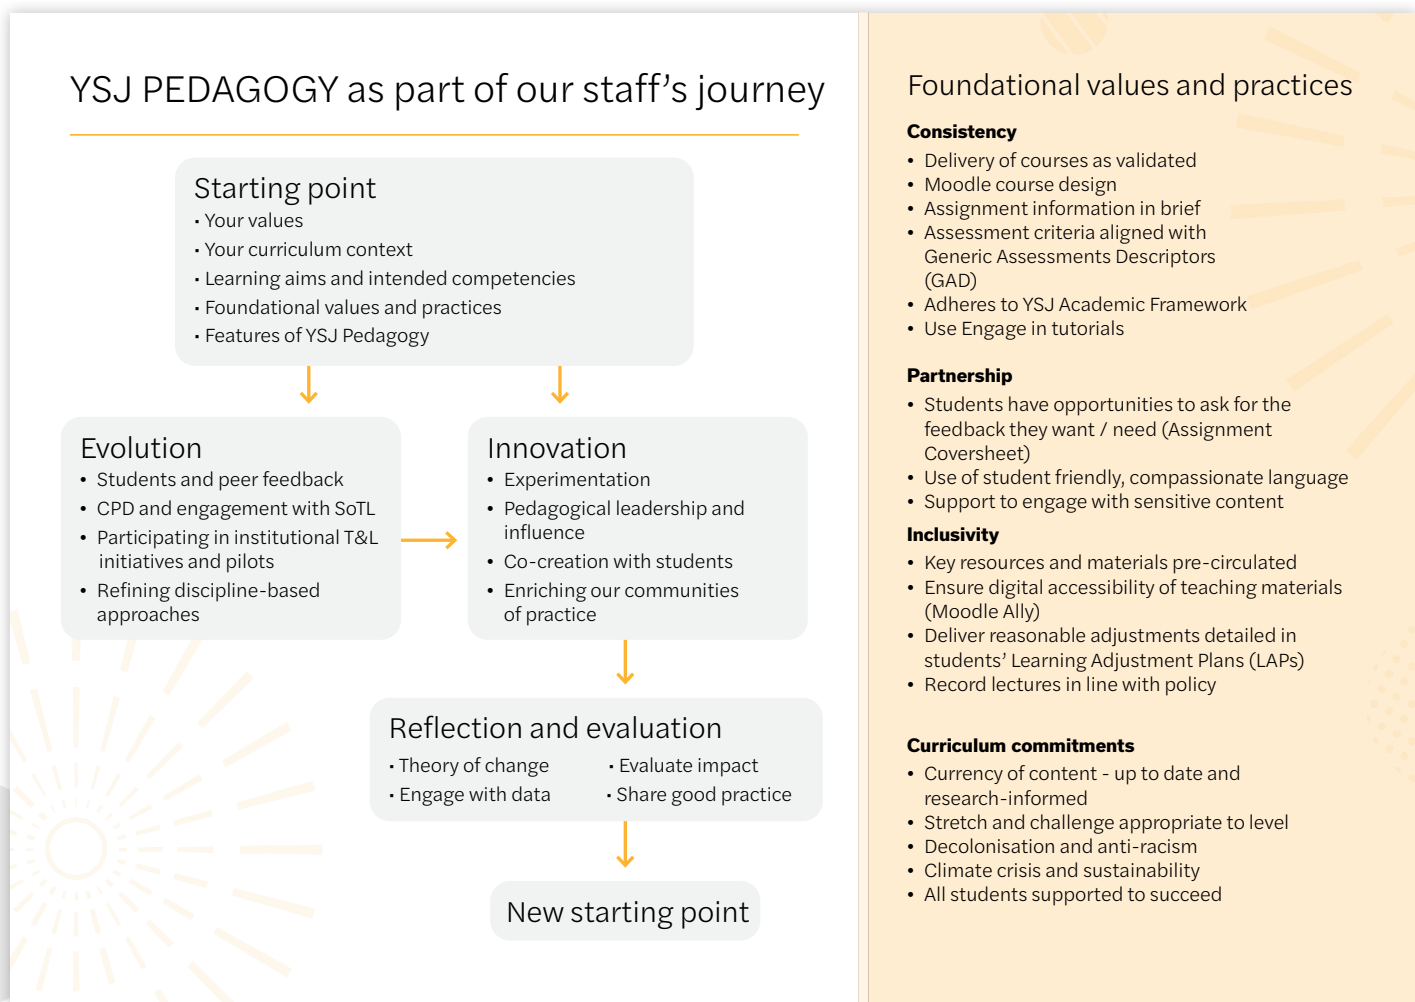 YSJ PEDAGOGY as part of our staff’s journey
Starting point
· Your values
· Your curriculum context
· Learning aims and intended competencies
· Foundational values and practices
· Features of YSJ Pedagogy
Evolution
• Students and peer feedback
• CPD and engagement with SoTL
• Participating in institutional T&L
initiatives and pilots
• Refining discipline-based
approaches
Innovation
• Experimentation
• Pedagogical leadership and
influence
• Co-creation with students
• Enriching our communities
of practice
Reflection and evaluation
· Theory of change
· Engage with data
· Evaluate impact
· Share good practice
New starting point
Foundational values and practices
Consistency
• Delivery of courses as validated
• Moodle course design
• Assignment information in brief
• Assessment criteria aligned with
Generic Assessments Descriptors
(GAD)
• Adheres to YSJ Academic Framework
• Use Engage in tutorials
Partnership
• Students have opportunities to ask for the
feedback they want / need (Assignment
Coversheet)
• Use of student friendly, compassionate language
• Support to engage with sensitive content
Inclusivity
• Key resources and materials pre-circulated
• Ensure digital accessibility of teaching materials
(Moodle Ally)
• Deliver reasonable adjustments detailed in
students’ Learning Adjustment Plans (LAPs)
• Record lectures in line with policy
Curriculum commitments
• Currency of content - up to date and
research-informed
• Stretch and challenge appropriate to level
• Decolonisation and anti-racism
• Climate crisis and sustainability
• All students supported to succeed